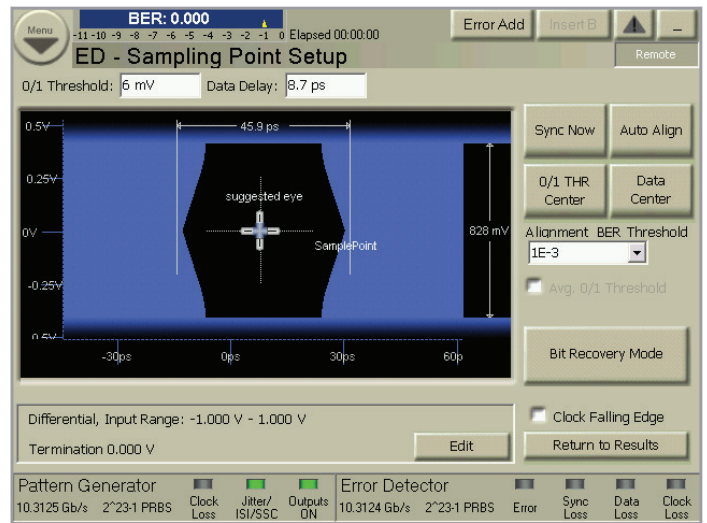 Menu
BER: 0.000
-11 -10 -9 -8 -7 -6 -5 -4 -3 -2 -1 0 Elapsed 00:00:00
Error Add
Insert B
ED - Sampling Point Setup
Remote
0/1 Threshold: 6 mV
Data Delay: 8.7 ps
0.5V
0.25V
0V
-0.25V
0.5V
45.9 ps
suggested eye
SamplePoint
828 mV
-30ps
0ps
30ps
60p
Sync Now
Auto Align
0/1 THR Center
Data Center
Alignment BER Threshold
1E-3
Avg. 0/1 Threshold
Bit Recovery Mode
Clock Falling Edge
Return to Results
Differential, Input Range: -1.000 V - 1.000 V
Termination 0.000 V
Edit
Pattern Generator
10.3125 Gb/s 2^23-1 PRBS
Clock Loss
Jitter/ ISI/SSC
Outputs ON
Error Detector
10.3124 Gb/s 2^23-1 PRBS
Error
Sync Loss
Data Loss
Clock Loss